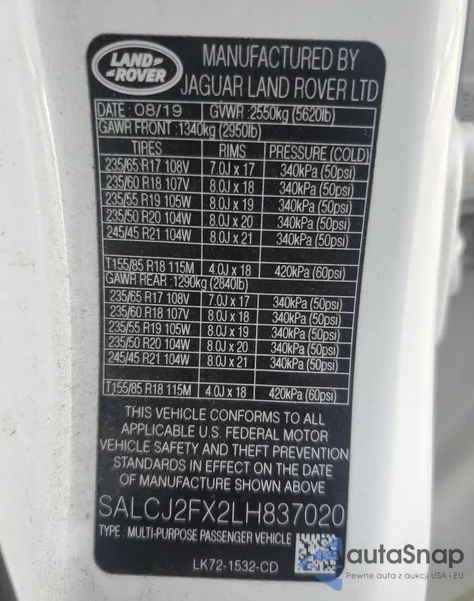 LAND
ROVER
MANUFACTURED BY
JAGUAR LAND ROVER LTD
DATE: 08/19 GVWR: 2550kg (5620lb)
GAWR FRONT: 1340kg (2950lb)
TIRES RIMS PRESSURE (COLD)
235/65 R17 108V 7.0J x 17 340kPa (50psi)
235/60 R18 107V 8.0J x 18 340kPa (50psi)
235/55 R19 105W 8.0J x 19 340kPa (50psi)
235/50 R20 104W 8.0J x 20 340kPa (50psi)
245/45 R21 104W 8.0J x 21 340kPa (50psi)
T155/85 R18 115M 4.0J x 18 420kPa (60psi)
GAWR REAR: 1290kg (2840lb)
235/65 R17 108V 7.0J x 17 340kPa (50psi)
235/60 R18 107V 8.0J x 18 340kPa (50psi)
235/55 R19 105W 8.0J x 19 340kPa (50psi)
235/50 R20 104W 8.0J x 20 340kPa (50psi)
245/45 R21 104W 8.0J x 21 340kPa (50psi)
T155/85 R18 115M 4.0J x 18 420kPa (60psi)
THIS VEHICLE CONFORMS TO ALL
APPLICABLE U.S. FEDERAL MOTOR
VEHICLE SAFETY AND THEFT PREVENTION
STANDARDS IN EFFECT ON THE DATE
OF MANUFACTURE SHOWN ABOVE
SALCJ2FX2LH837020
TYPE: MULTI-PURPOSE PASSENGER VEHICLE
LK72-1532-CD
autoSnap
Pewne auta z aukcji USA i EU